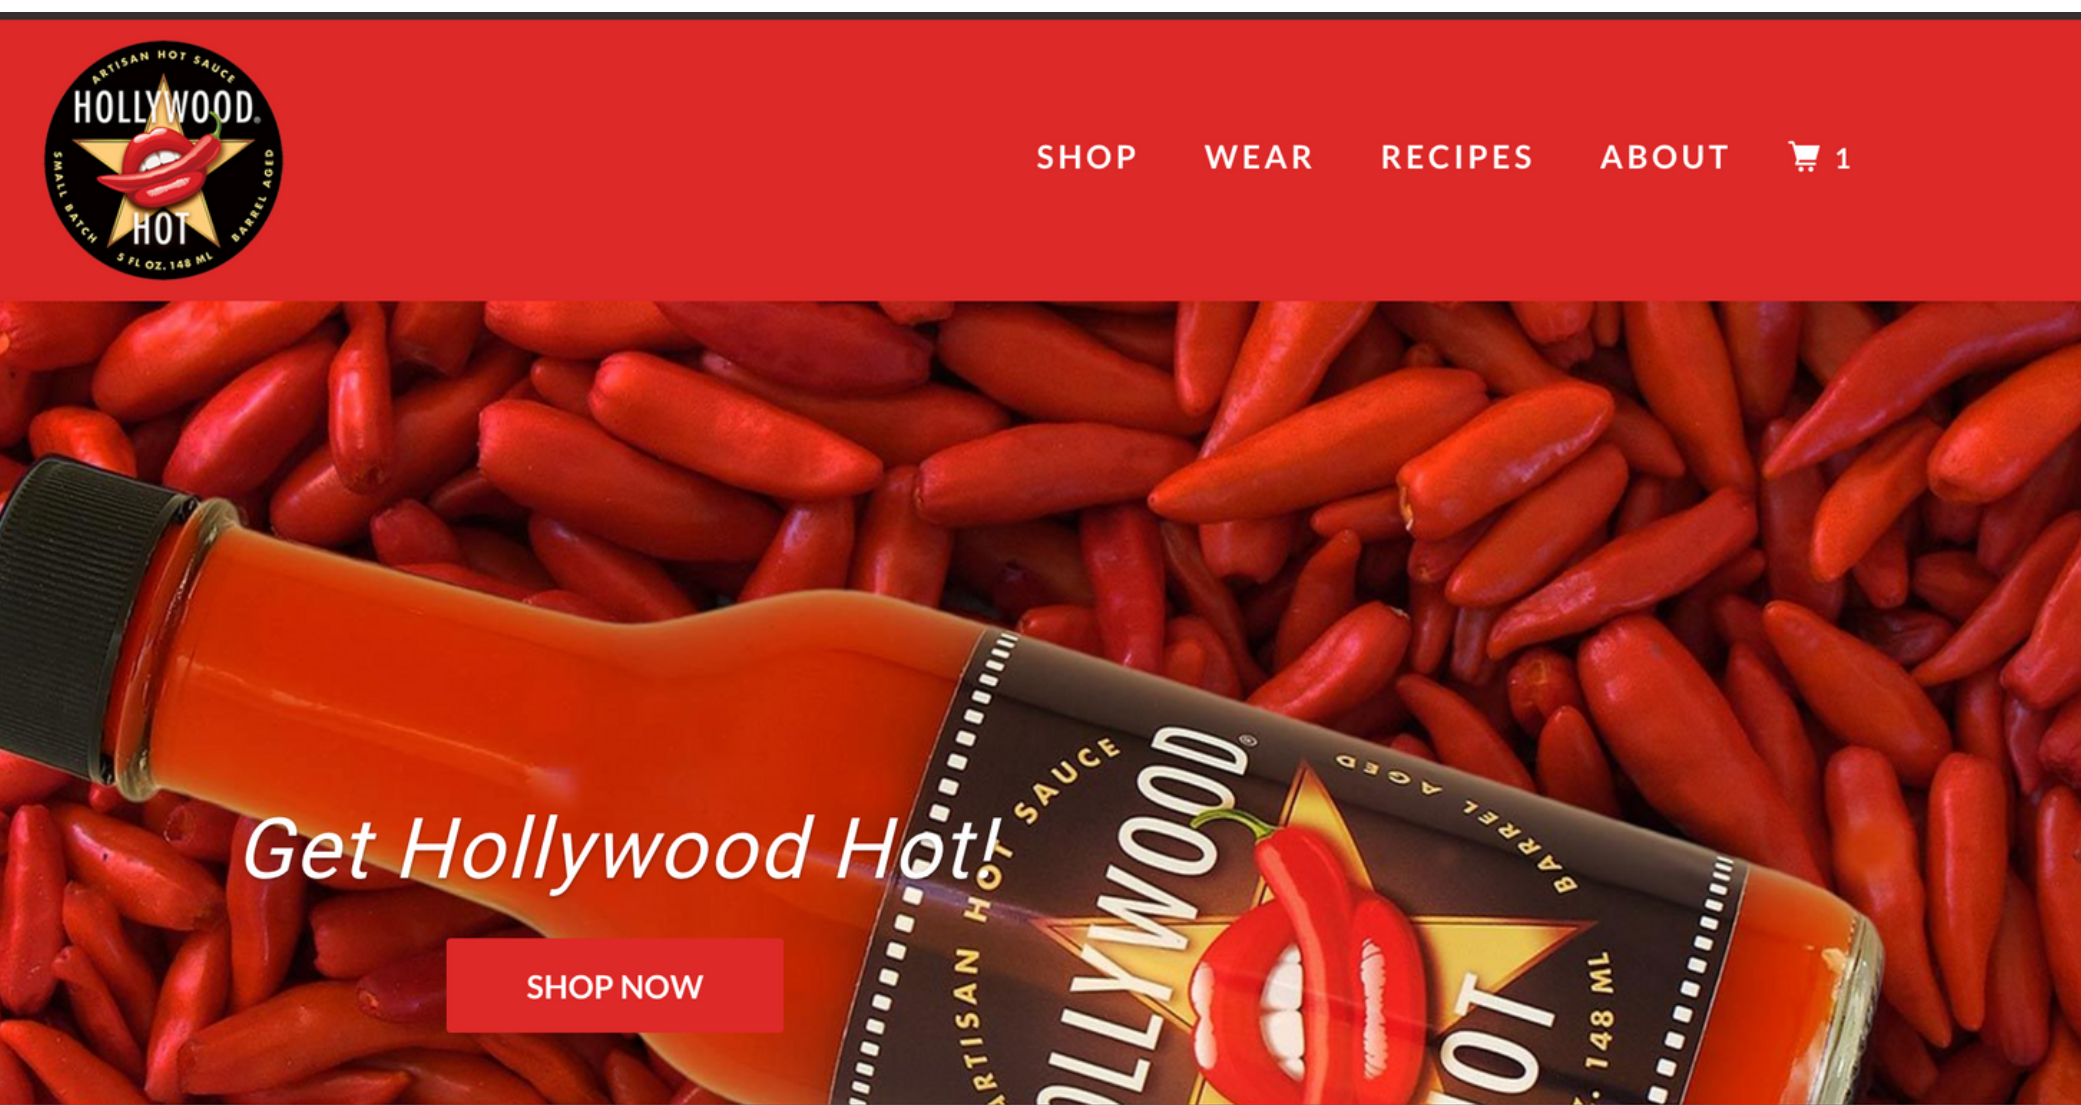 ARTISAN HOT SAUCE
HOLLYWOOD®
SMALL BATCH
BARREL AGED
HOT
5 FL OZ. 148 ML
SHOP WEAR RECIPES ABOUT 1
ARTISAN HOT SAUCE
HOLLYWOOD®
BARREL AGED
HOT
148 ML
Get Hollywood Hot!
SHOP NOW